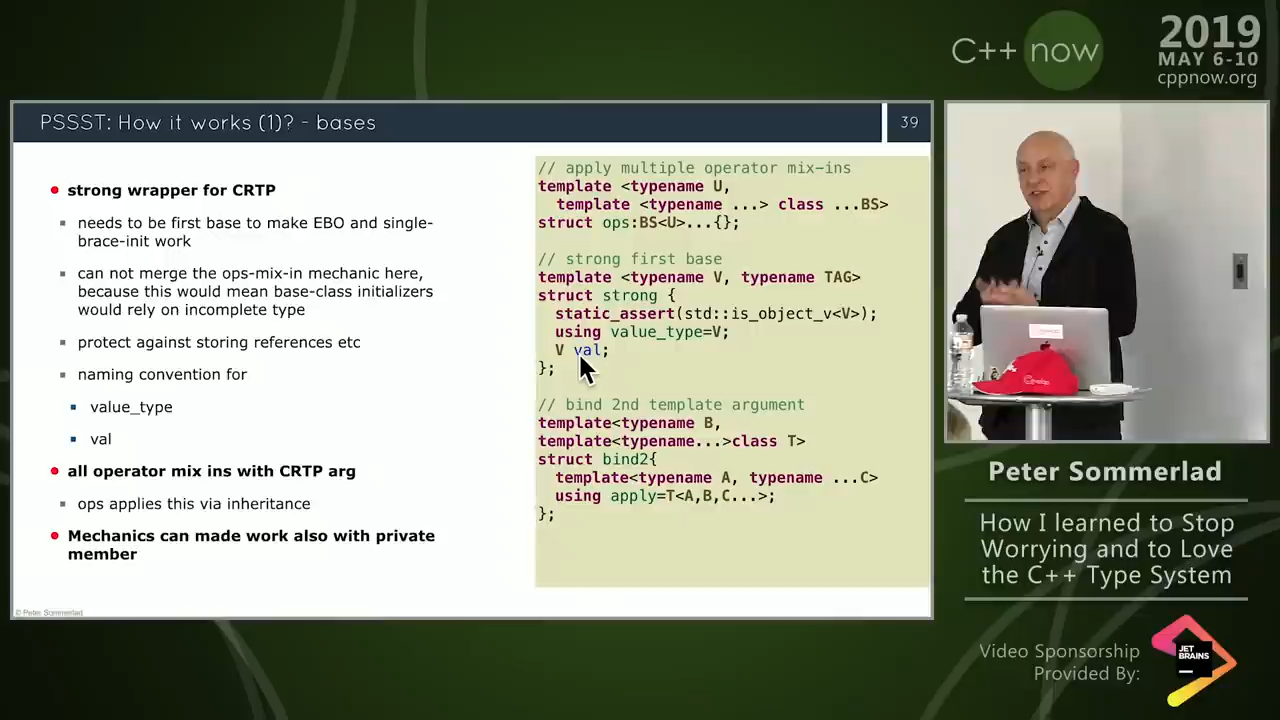 C++ now
2019
MAY 6-10
cppnow.org
PSSST: How it works (1)? - bases
39
strong wrapper for CRTP
needs to be first base to make EBO and single-
brace-init work
can not merge the ops-mix-in mechanic here,
because this would mean base-class initializers
would rely on incomplete type
protect against storing references etc
naming convention for
value_type
val
all operator mix ins with CRTP arg
ops applies this via inheritance
Mechanics can made work also with private
member
© Peter Sommerlad
// apply multiple operator mix-ins
template <typename U,
template <typename ...> class ...BS>
struct ops:BS<U>...{};
// strong first base
template <typename V, typename TAG>
struct strong {
static_assert(std::is_object_v<V>);
using value_type=V;
V val;
};
// bind 2nd template argument
template<typename B,
template<typename...>class T>
struct bind2{
template<typename A, typename ...C>
using apply=T<A,B,C...>;
};
Peter Sommerlad
How I learned to Stop
Worrying and to Love
the C++ Type System
Video Sponsorship
Provided By:
JET
BRAINS